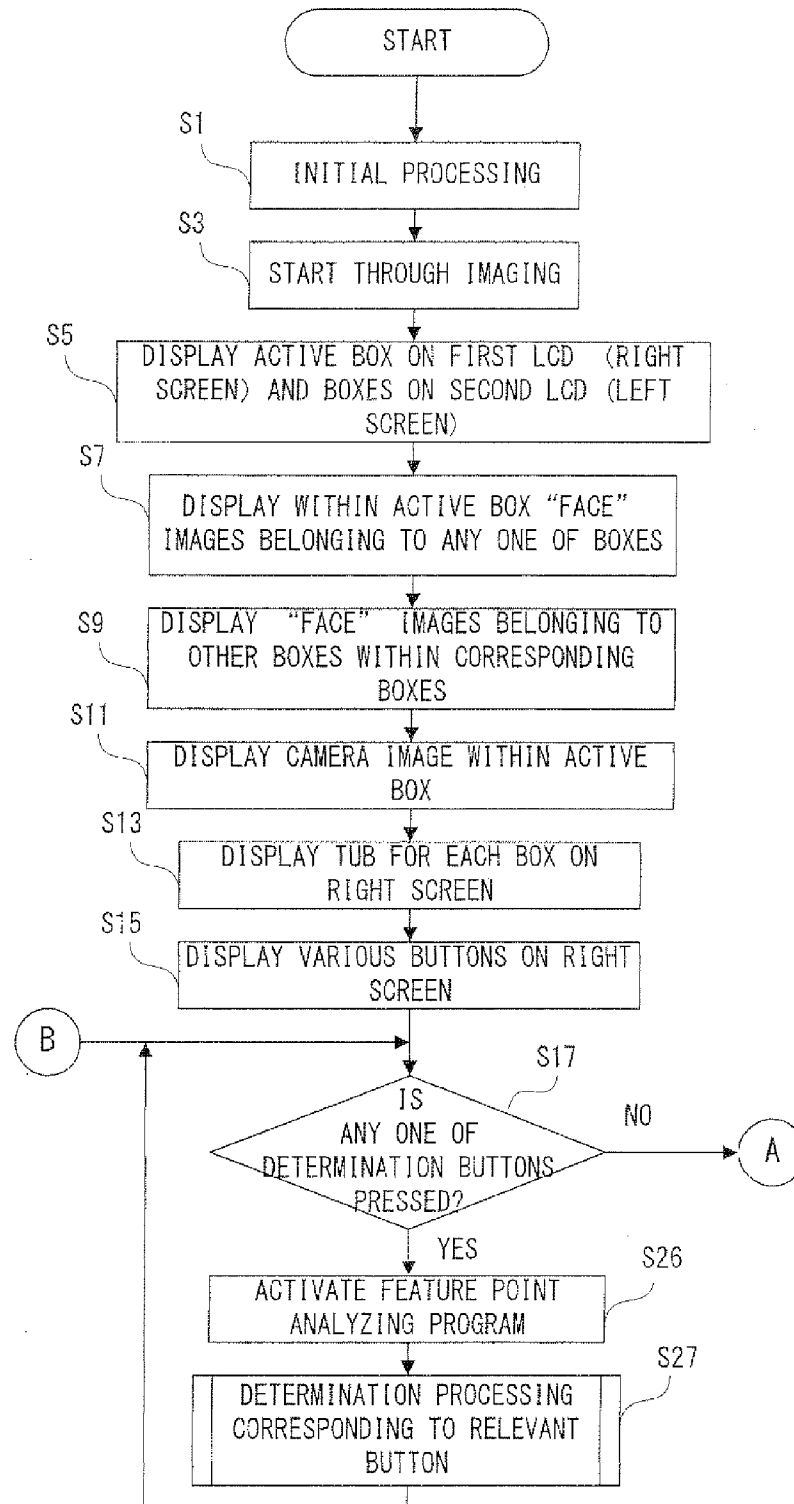 START
S1
INITIAL PROCESSING
S3
START THROUGH IMAGING
S5
DISPLAY ACTIVE BOX ON FIRST LCD (RIGHT
SCREEN) AND BOXES ON SECOND LCD (LEFT
SCREEN)
S7
DISPLAY WITHIN ACTIVE BOX “FACE”
IMAGES BELONGING TO ANY ONE OF BOXES
S9
DISPLAY “FACE” IMAGES BELONGING TO
OTHER BOXES WITHIN CORRESPONDING
BOXES
S11
DISPLAY CAMERA IMAGE WITHIN ACTIVE
BOX
S13
DISPLAY TUB FOR EACH BOX ON
RIGHT SCREEN
S15
DISPLAY VARIOUS BUTTONS ON RIGHT
SCREEN
B
S17
IS
ANY ONE OF
DETERMINATION BUTTONS
PRESSED?
NO
A
YES
S26
ACTIVATE FEATURE POINT
ANALYZING PROGRAM
S27
DETERMINATION PROCESSING
CORRESPONDING TO RELEVANT
BUTTON